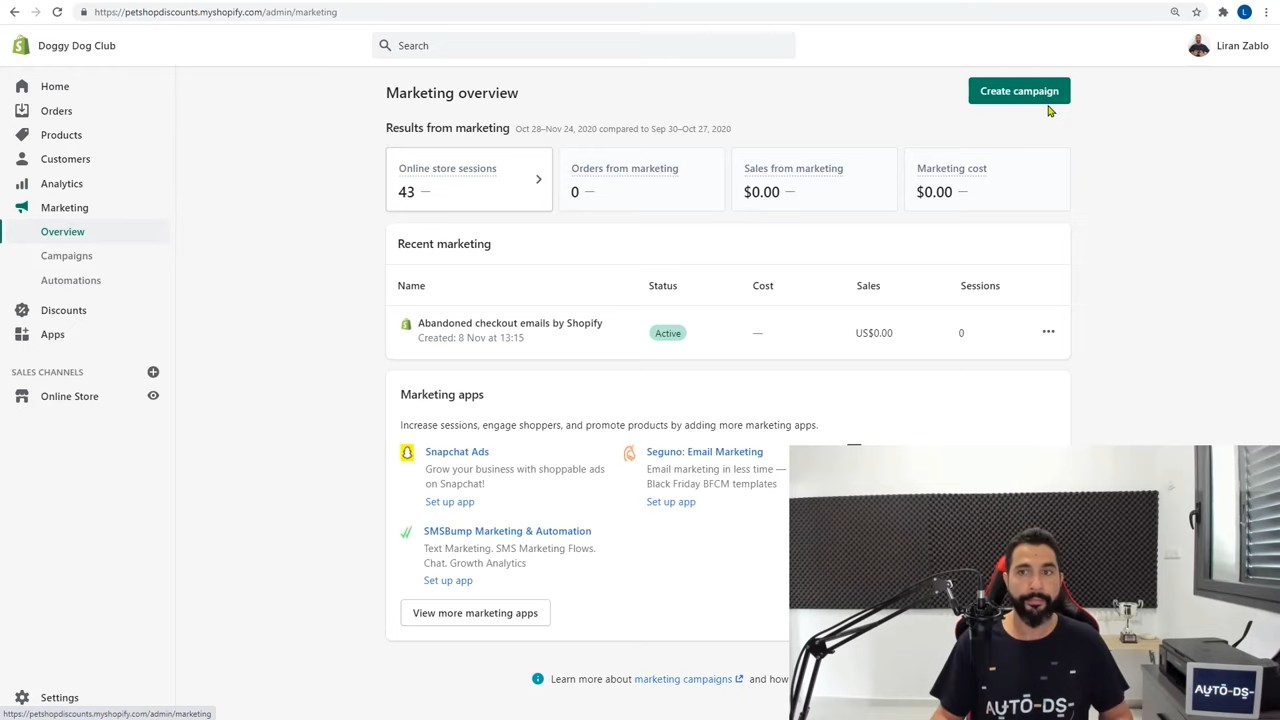 https://petshopdiscounts.myshopify.com/admin/marketing
L
Doggy Dog Club
Search
Liran Zablo
Home
Orders
Products
Customers
Analytics
Marketing
Overview
Campaigns
Automations
Discounts
Apps
SALES CHANNELS
Online Store
Settings
Marketing overview
Create campaign
Results from marketing Oct 28–Nov 24, 2020 compared to Sep 30–Oct 27, 2020
Online store sessions
43 —
Orders from marketing
0 —
Sales from marketing
$0.00 —
Marketing cost
$0.00 —
Recent marketing
Name Status Cost Sales Sessions
Abandoned checkout emails by Shopify
Created: 8 Nov at 13:15
Active — US$0.00 0
Marketing apps
Increase sessions, engage shoppers, and promote products by adding more marketing apps.
Snapchat Ads
Grow your business with shoppable ads
on Snapchat!
Set up app
Seguno: Email Marketing
Email marketing in less time —
Black Friday BFCM templates
Set up app
SMSBump Marketing & Automation
Text Marketing. SMS Marketing Flows.
Chat. Growth Analytics
Set up app
View more marketing apps
Learn more about marketing campaigns and how
https://petshopdiscounts.myshopify.com/admin/marketing
AUTO-DS-
AUTO-DS-